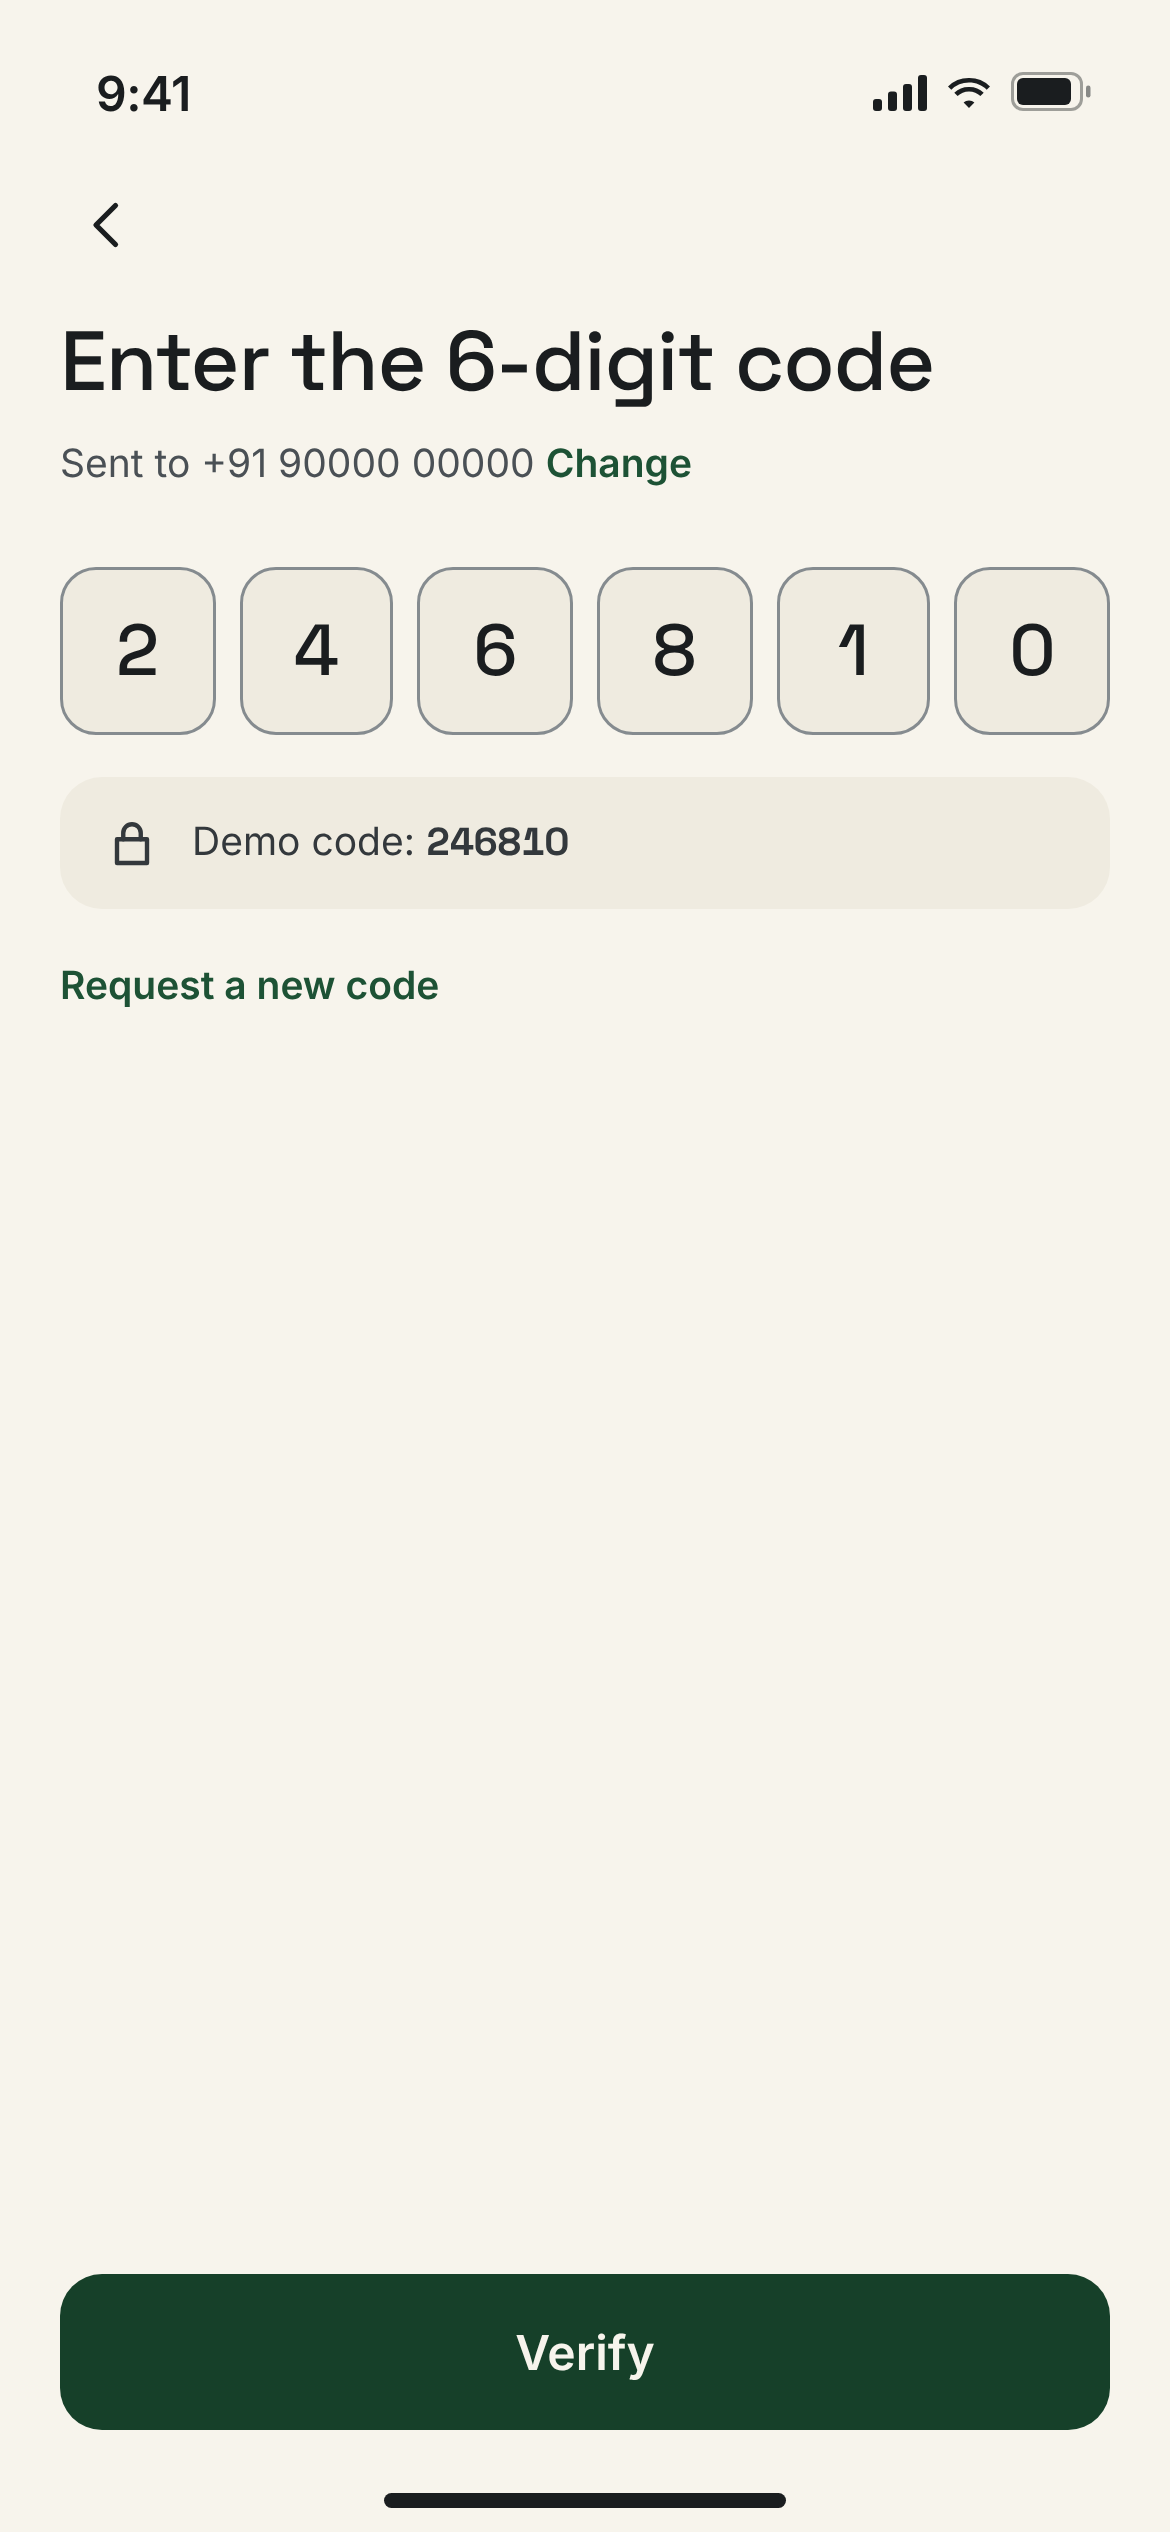 9:41
Enter the 6-digit code
Sent to +91 90000 00000 Change
2 4 6 8 1 0
Demo code: 246810
Request a new code
Verify